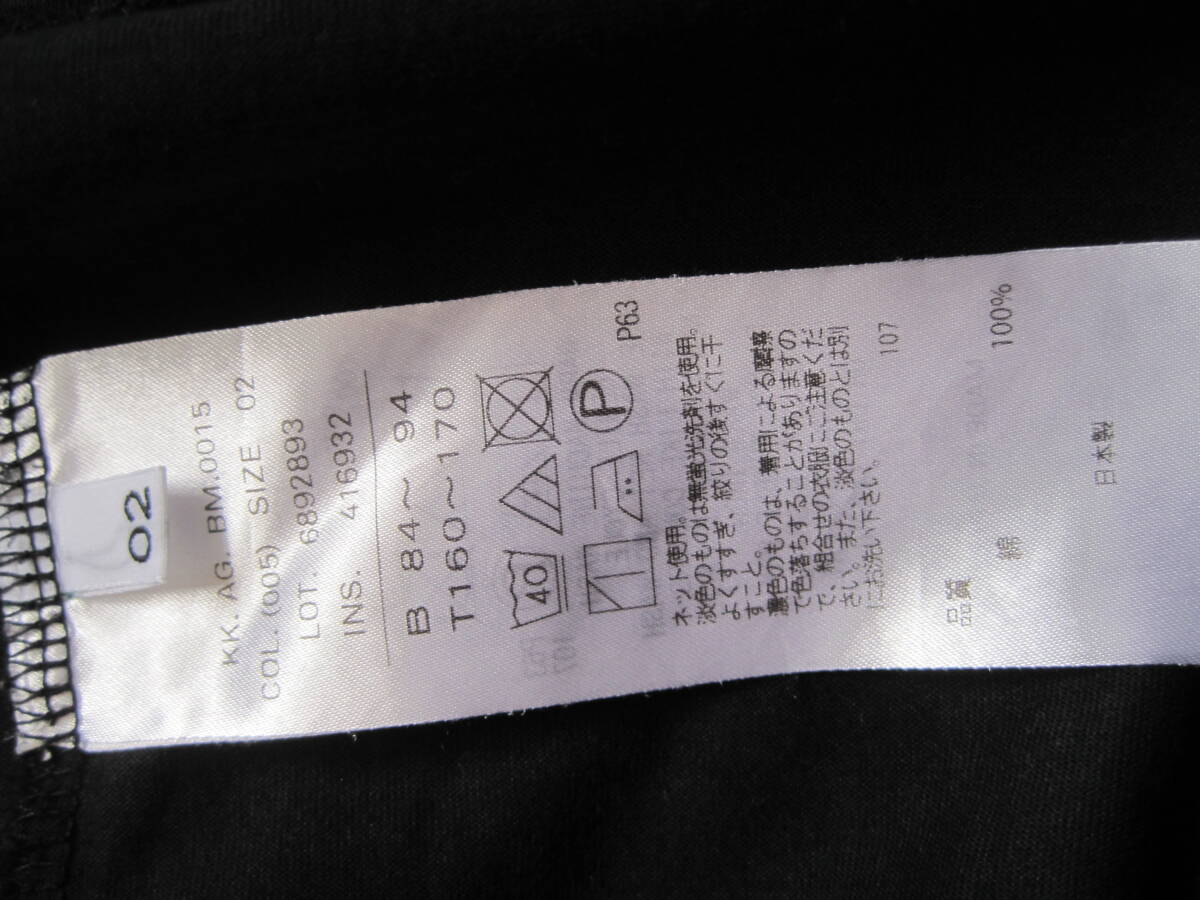 02
KK. AG. BM.0015
COL. (005) SIZE 02
LOT. 6892893
INS. 416932
B 84～94
T160～170
40
P
P63
ネット使用。
淡色のものは無蛍光洗剤を使用。
よくすすぎ、絞りの後すぐに干
すこと。
濃色のものは、着用による摩擦
で色落ちすることがありますの
で、組合せの衣服にご注意くだ
さい。また、淡色のものとは別
にお洗い下さい。
107
品質
綿 100%
日本製